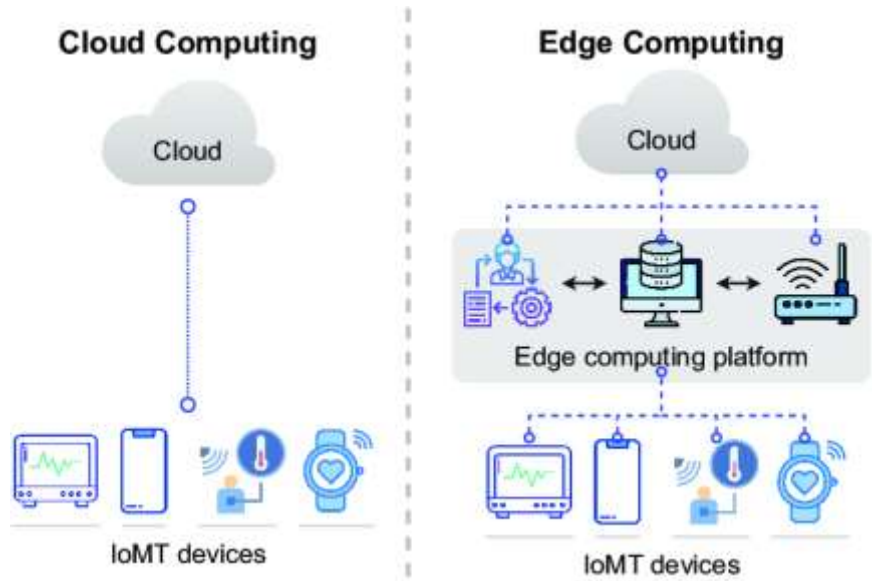 Cloud Computing
Cloud
IoMT devices
Edge Computing
Cloud
Edge computing platform
IoMT devices